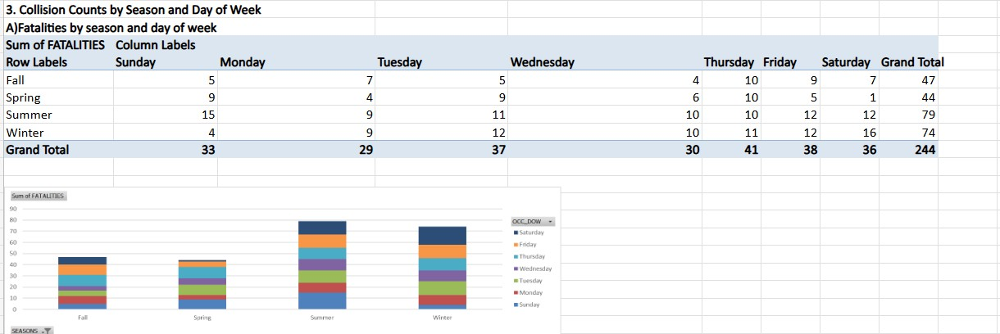 3. Collision Counts by Season and Day of Week
A)Fatalities by season and day of week
Sum of FATALITIES Column Labels
Row Labels Sunday Monday Tuesday Wednesday Thursday Friday Saturday Grand Total
Fall 5 7 5 4 10 9 7 47
Spring 9 4 9 6 10 5 1 44
Summer 15 9 11 10 10 12 12 79
Winter 4 9 12 10 11 12 16 74
Grand Total 33 29 37 30 41 38 36 244
Sum of FATALITIES
90
80
70
60
50
40
30
20
10
0
Fall Spring Summer Winter
OCC_DOW
Saturday
Friday
Thursday
Wednesday
Tuesday
Monday
Sunday
SEASONS